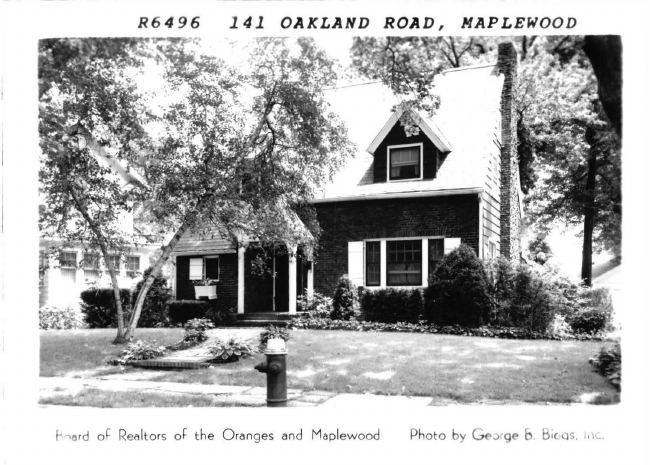 R6496 141 OAKLAND ROAD, MAPLEWOOD
Board of Realtors of the Oranges and Maplewood Photo by George B. Biggs, Inc.